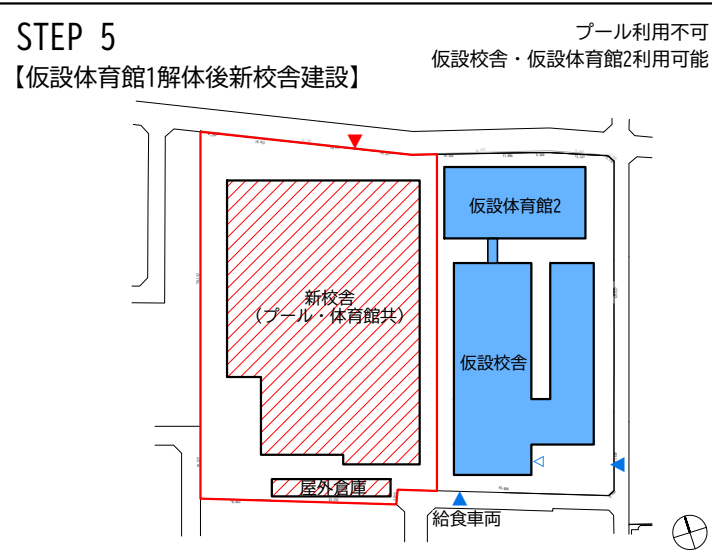 STEP 5
【仮設体育館1解体後新校舎建設】
プール利用不可
仮設校舎・仮設体育館2利用可能
仮設体育館2
新校舎
(プール・体育館共)
仮設校舎
屋外倉庫
給食車両